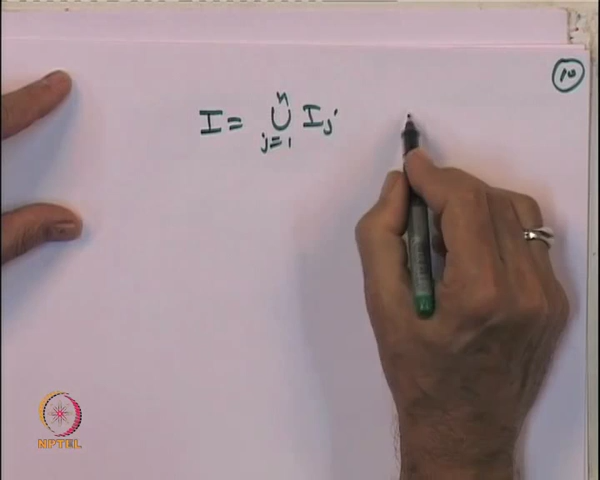 10
n
I = ∪ I_j
j=1
NPTEL